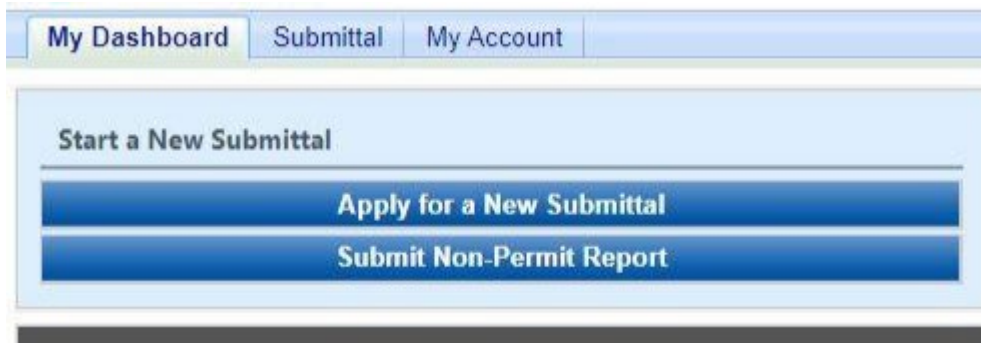 My Dashboard Submittal My Account
Start a New Submittal
Apply for a New Submittal
Submit Non-Permit Report